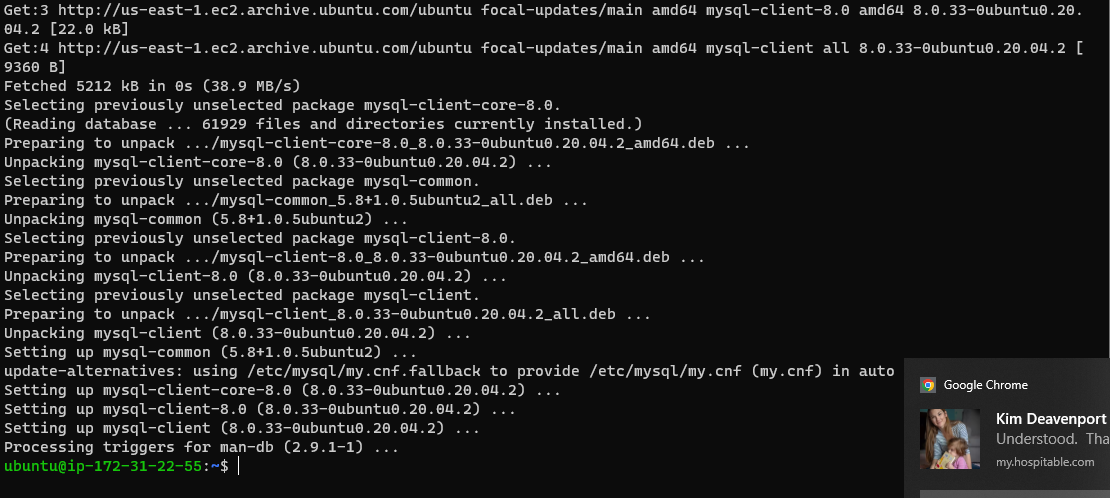 Get:3 http://us-east-1.ec2.archive.ubuntu.com/ubuntu focal-updates/main amd64 mysql-client-8.0 amd64 8.0.33-0ubuntu0.20.
04.2 [22.0 kB]
Get:4 http://us-east-1.ec2.archive.ubuntu.com/ubuntu focal-updates/main amd64 mysql-client all 8.0.33-0ubuntu0.20.04.2 [
9360 B]
Fetched 5212 kB in 0s (38.9 MB/s)
Selecting previously unselected package mysql-client-core-8.0.
(Reading database ... 61929 files and directories currently installed.)
Preparing to unpack .../mysql-client-core-8.0_8.0.33-0ubuntu0.20.04.2_amd64.deb ...
Unpacking mysql-client-core-8.0 (8.0.33-0ubuntu0.20.04.2) ...
Selecting previously unselected package mysql-common.
Preparing to unpack .../mysql-common_5.8+1.0.5ubuntu2_all.deb ...
Unpacking mysql-common (5.8+1.0.5ubuntu2) ...
Selecting previously unselected package mysql-client-8.0.
Preparing to unpack .../mysql-client-8.0_8.0.33-0ubuntu0.20.04.2_amd64.deb ...
Unpacking mysql-client-8.0 (8.0.33-0ubuntu0.20.04.2) ...
Selecting previously unselected package mysql-client.
Preparing to unpack .../mysql-client_8.0.33-0ubuntu0.20.04.2_all.deb ...
Unpacking mysql-client (8.0.33-0ubuntu0.20.04.2) ...
Setting up mysql-common (5.8+1.0.5ubuntu2) ...
update-alternatives: using /etc/mysql/my.cnf.fallback to provide /etc/mysql/my.cnf (my.cnf) in auto
Setting up mysql-client-core-8.0 (8.0.33-0ubuntu0.20.04.2) ...
Setting up mysql-client-8.0 (8.0.33-0ubuntu0.20.04.2) ...
Setting up mysql-client (8.0.33-0ubuntu0.20.04.2) ...
Processing triggers for man-db (2.9.1-1) ...
ubuntu@ip-172-31-22-55:~$
Google Chrome
Kim Deavenport
Understood. Tha
my.hospitable.com